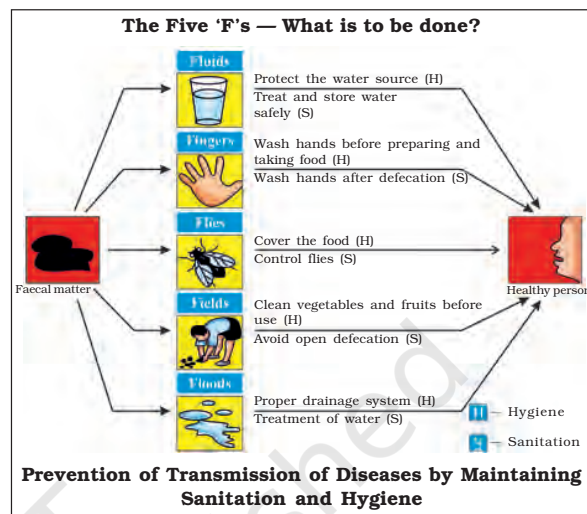 The Five ‘F’s — What is to be done?
Fluids
Protect the water source (H)
Treat and store water
safely (S)
Fingers
Wash hands before preparing and
taking food (H)
Wash hands after defecation (S)
Flies
Cover the food (H)
Control flies (S)
Faecal matter
Healthy person
Fields
Clean vegetables and fruits before
use (H)
Avoid open defecation (S)
Floods
Proper drainage system (H)
Treatment of water (S)
H — Hygiene
S — Sanitation
Prevention of Transmission of Diseases by Maintaining
Sanitation and Hygiene